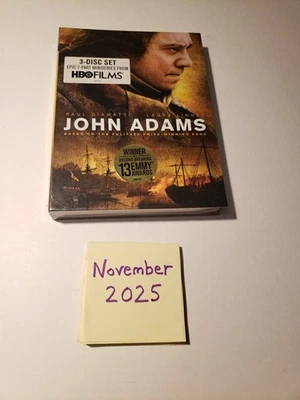 3-DISC SET
EPIC 7-PART MINISERIES FROM
HBO FILMS
PAUL GIAMATTI LAURA LINNEY
JOHN ADAMS
BASED ON THE PULITZER PRIZE-WINNING BOOK
WINNER
RECORD-BREAKING
13 EMMY
AWARDS
November
2025